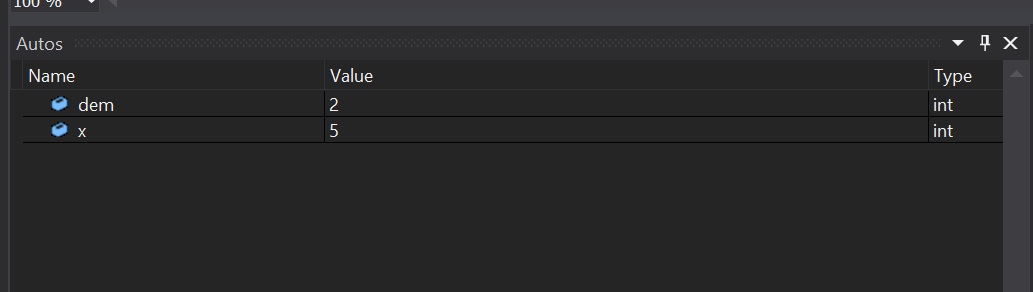 100 %
Autos
Name Value Type
dem 2 int
x 5 int